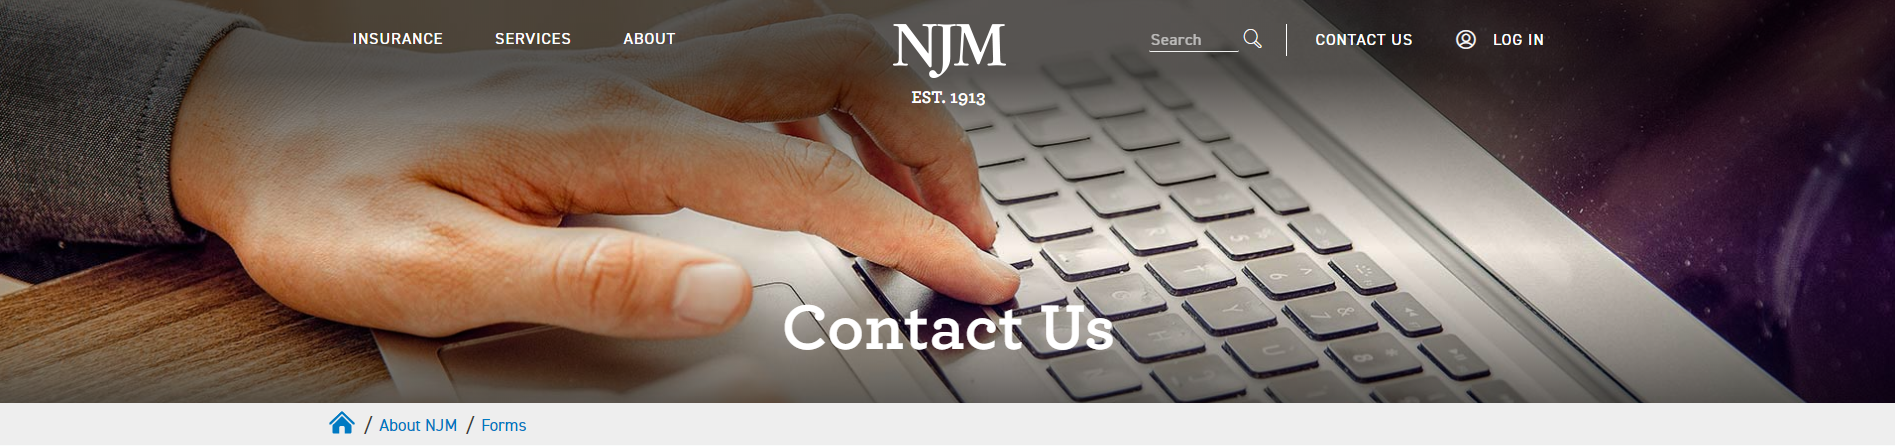 INSURANCE SERVICES ABOUT
NJM
EST. 1913
Search
CONTACT US
LOG IN
Contact Us
/ About NJM / Forms